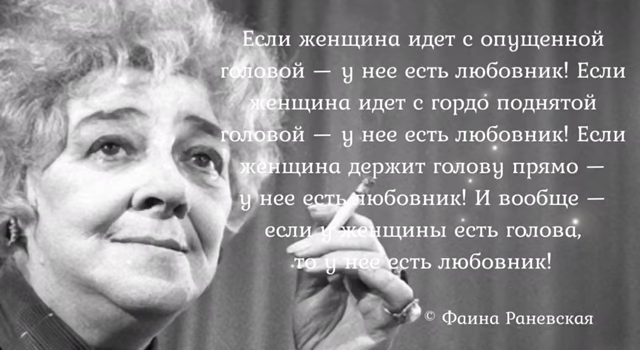 Если женщина идет с опущенной
головой — у нее есть любовник! Если
женщина идет с гордо поднятой
головой — у нее есть любовник! Если
женщина держит голову прямо —
у нее есть любовник! И вообще —
если у женщины есть голова,
то у нее есть любовник!
© Фаина Раневская